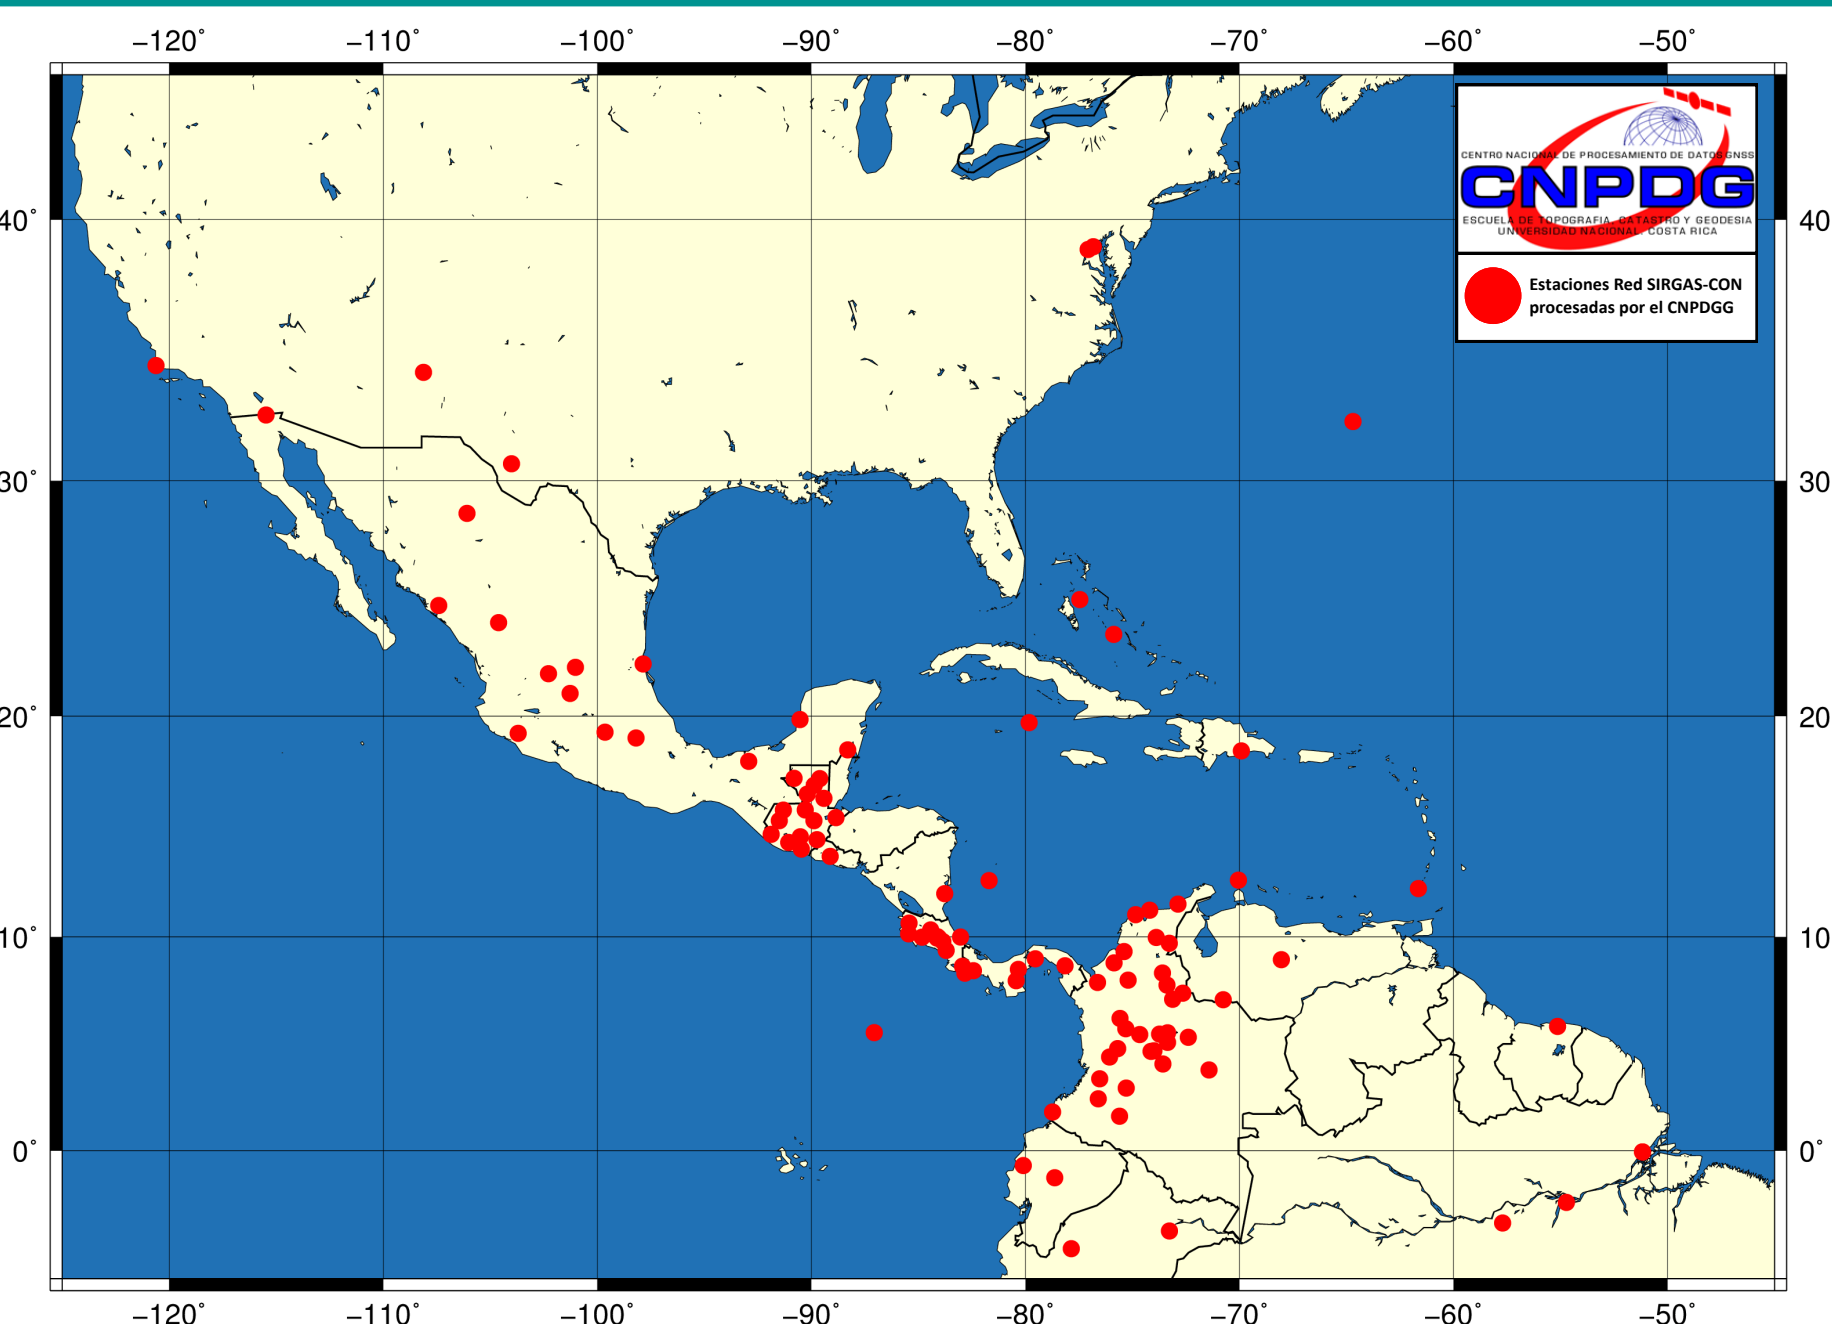 −120˚ −110˚ −100˚ −90˚ −80˚ −70˚ −60˚ −50˚
CENTRO NACIONAL DE PROCESAMIENTO DE DATOS GNSS
CNPDG
ESCUELA DE TOPOGRAFIA, CATASTRO Y GEODESIA
UNIVERSIDAD NACIONAL, COSTA RICA
Estaciones Red SIRGAS-CON
procesadas por el CNPDGG
40˚ 40
30˚ 30
20˚ 20
10˚ 10
0˚ 0˚
−120˚ −110˚ −100˚ −90˚ −80˚ −70˚ −60˚ −50˚